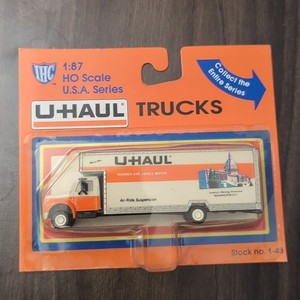 IHC
1:87
HO Scale
U.S.A. Series
Collect the
Entire Series
U-HAUL TRUCKS
U-HAUL
Air-Ride Suspension
Stock no. 1-43